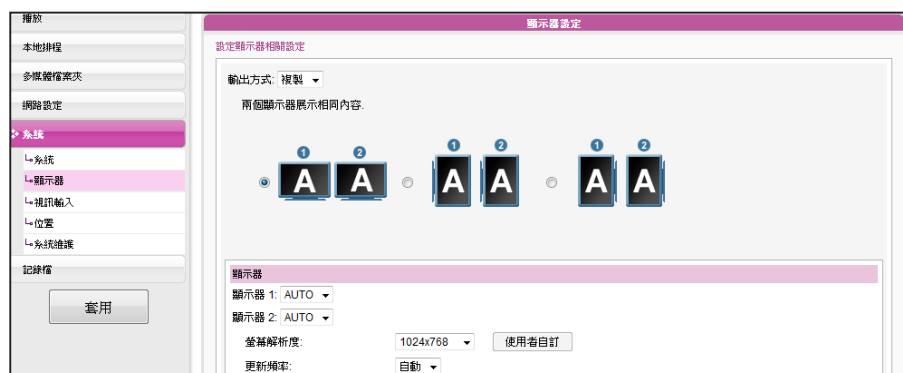 播放
本地排程
多媒體檔案夾
網路設定
系統
系統
顯示器
視訊輸入
位置
系統維護
記錄檔
套用
顯示器設定
設定顯示器相關設定
輸出方式: 複製
兩個顯示器展示相同內容.
1 2 1 2 1 2
A A A A A A
顯示器
顯示器 1: AUTO
顯示器 2: AUTO
螢幕解析度: 1024x768 使用者自訂
更新頻率: 自動